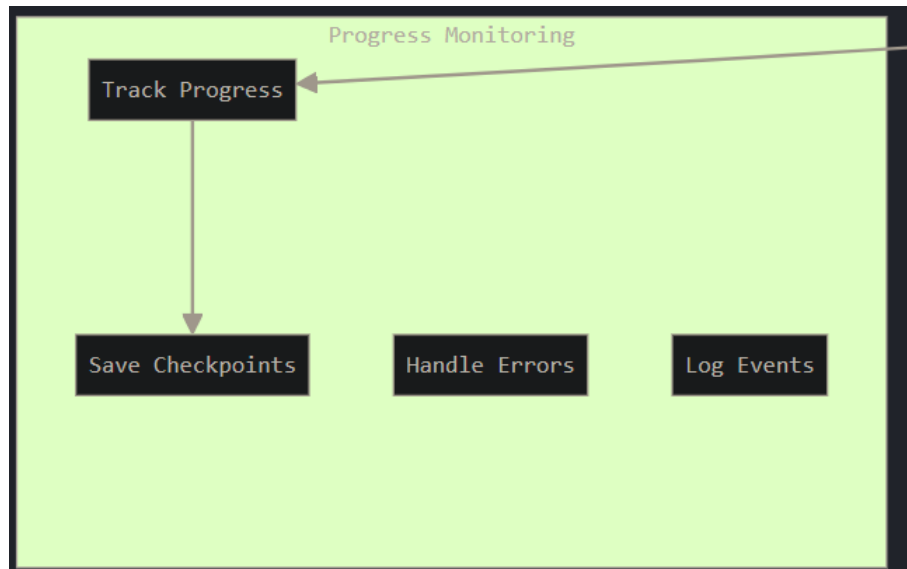 Progress Monitoring
Track Progress
Save Checkpoints
Handle Errors
Log Events